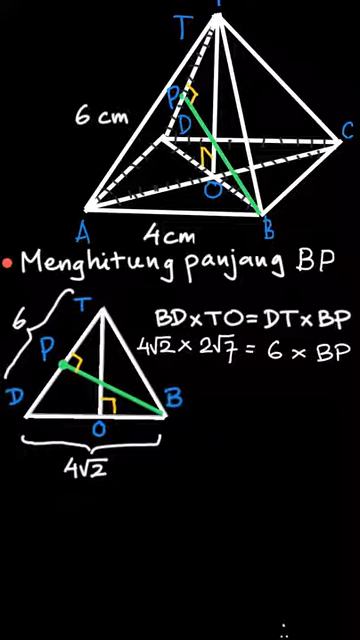 T
P
D
6 cm
C
O
A
4cm
B
• Menghitung panjang BP
6
T
P
D
B
O
4√2
BD x TO = DT x BP
4√2 x 2√7 = 6 x BP